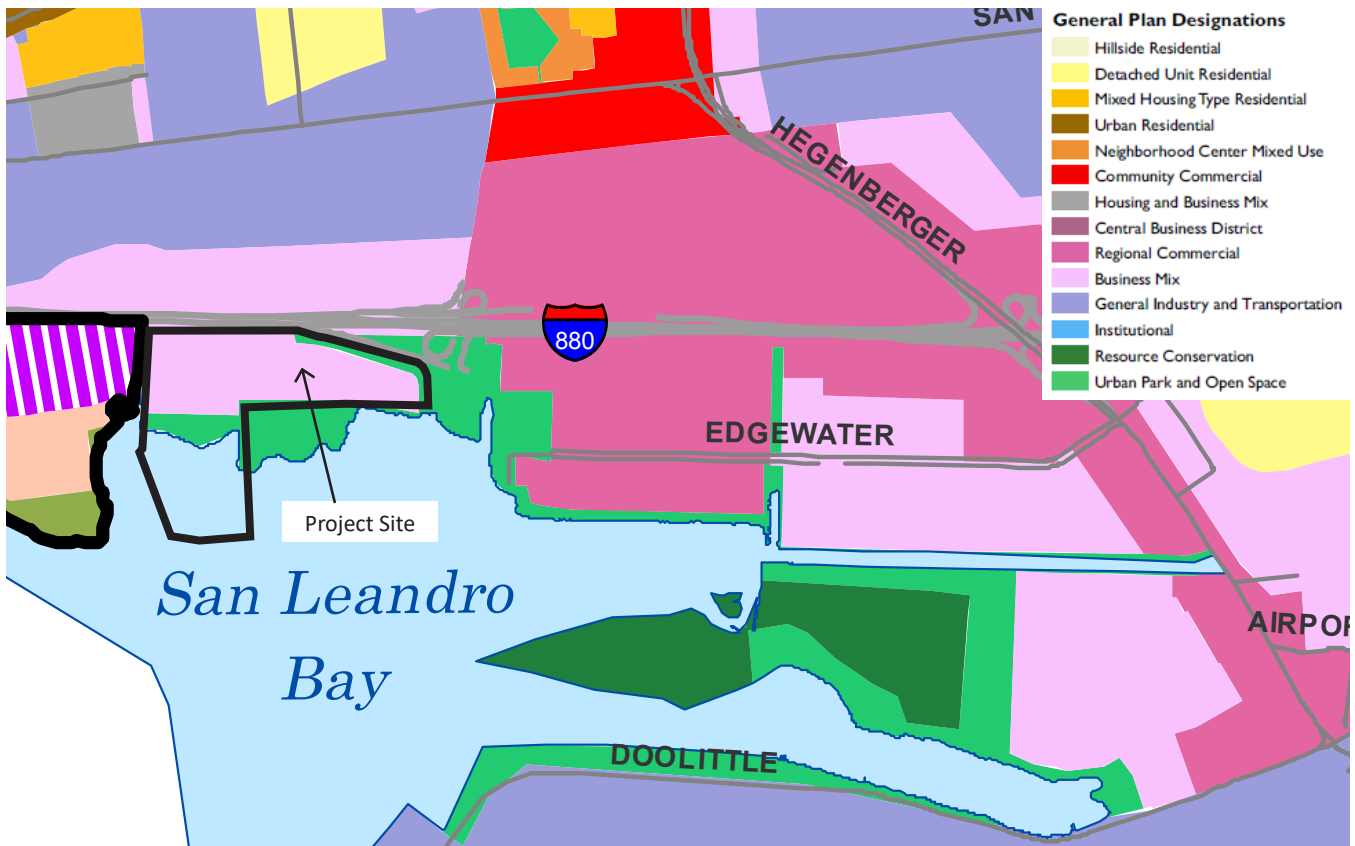 SAN
General Plan Designations
Hillside Residential
Detached Unit Residential
Mixed Housing Type Residential
Urban Residential
Neighborhood Center Mixed Use
Community Commercial
Housing and Business Mix
Central Business District
Regional Commercial
Business Mix
General Industry and Transportation
Institutional
Resource Conservation
Urban Park and Open Space
HEGENBERGER
880
EDGEWATER
Project Site
San Leandro
Bay
AIRPOR
DOOLITTLE